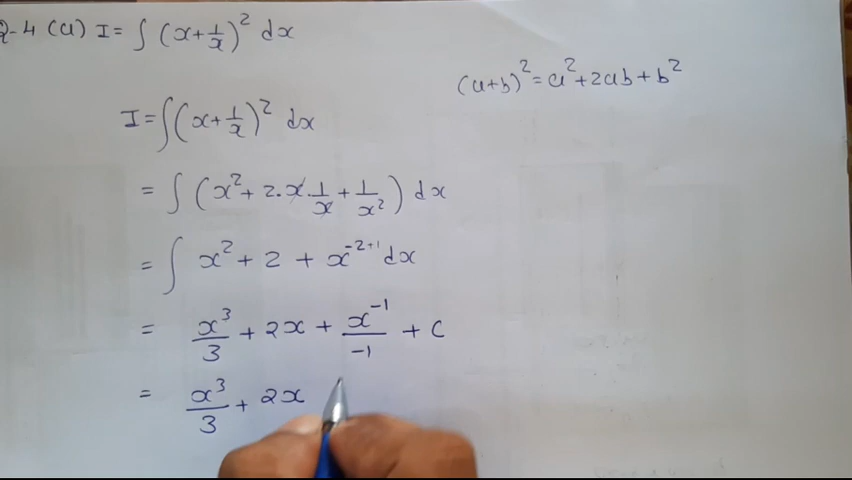 Q-4 (a) I = ∫ (x + 1/x)² dx
(a+b)² = a² + 2ab + b²
I = ∫ (x + 1/x)² dx
= ∫ (x² + 2·x·1/x + 1/x²) dx
= ∫ x² + 2 + x⁻²⁺¹ dx
= x³/3 + 2x + x⁻¹/-1 + C
= x³/3 + 2x